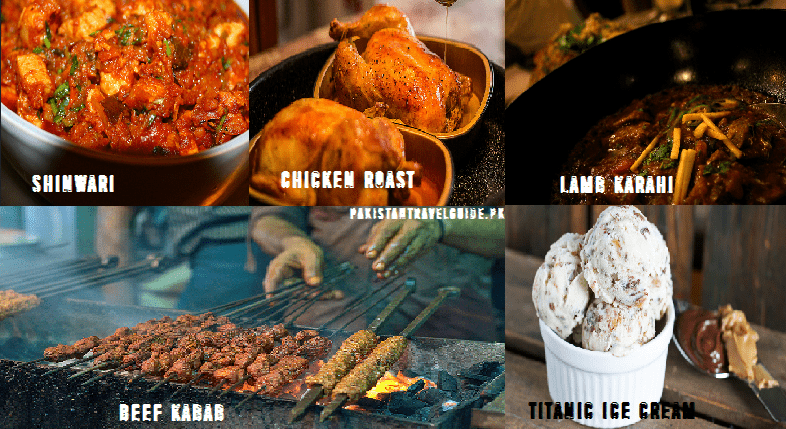 SHINWARI
CHICKEN ROAST
LAMB KARAHI
PAKISTANTRAVELGUIDE.PK
BEEF KABAB
TITANIC ICE CREAM